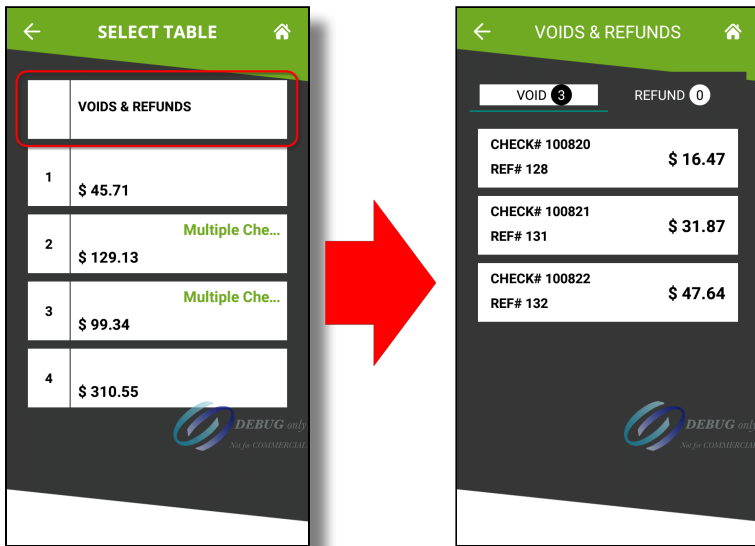 SELECT TABLE
VOIDS & REFUNDS
1
$ 45.71
Multiple Che...
2
$ 129.13
Multiple Che...
3
$ 99.34
4
$ 310.55
DEBUG only
Not for COMMERCIAL
VOIDS & REFUNDS
VOID 3
REFUND 0
CHECK# 100820
REF# 128
$ 16.47
CHECK# 100821
REF# 131
$ 31.87
CHECK# 100822
REF# 132
$ 47.64
DEBUG only
Not for COMMERCIAL